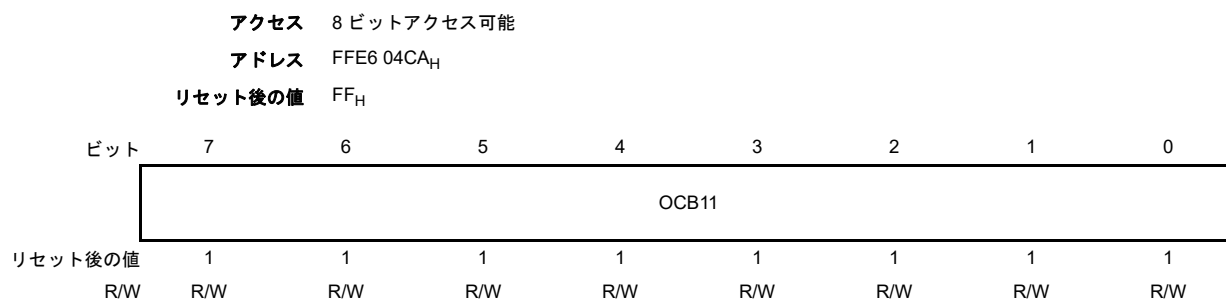 アクセス 8 ビットアクセス可能
アドレス FFE6 04CAH
リセット後の値 FFH
ビット 7 6 5 4 3 2 1 0
OCB11
リセット後の値 1 1 1 1 1 1 1 1
R/W R/W R/W R/W R/W R/W R/W R/W R/W